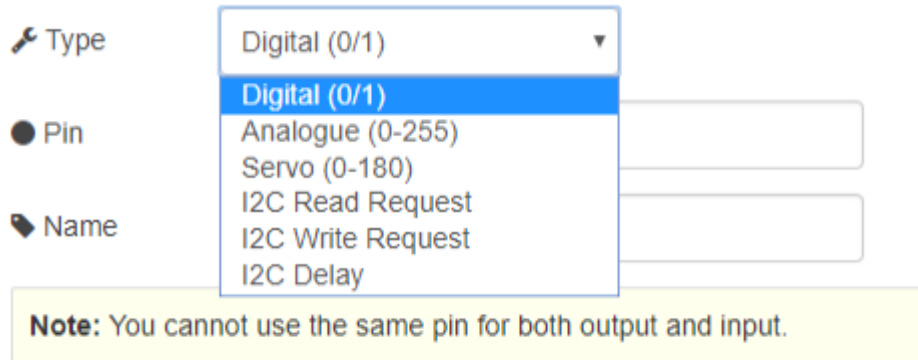 Type
Digital (0/1)
Digital (0/1)
Analogue (0-255)
Pin
Servo (0-180)
I2C Read Request
Name
I2C Write Request
I2C Delay
Note: You cannot use the same pin for both output and input.